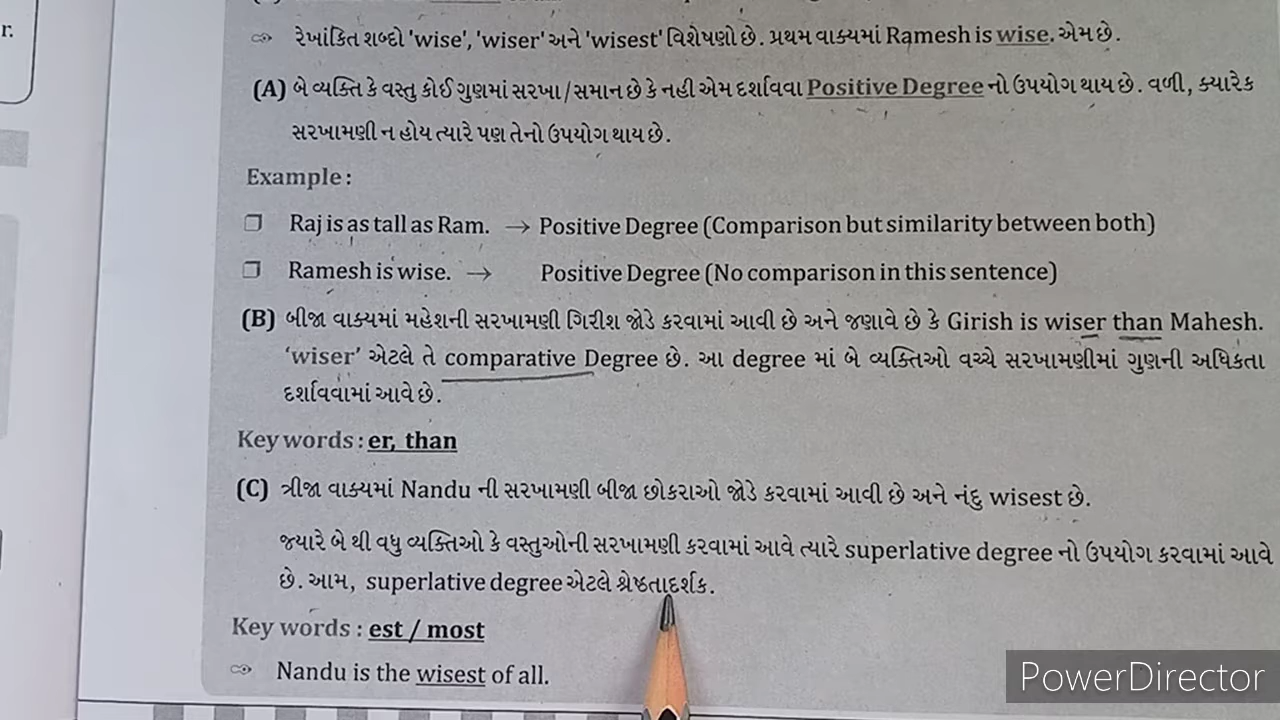 r.
રેખાંકિત શબ્દો 'wise', 'wiser' અને 'wisest' વિશેષણો છે. પ્રથમ વાક્યમાં Ramesh is wise. એમ છે.
(A) બે વ્યક્તિ કે વસ્તુ કોઈ ગુણમાં સરખા/સમાન છે કે નહી એમ દર્શાવવા Positive Degree નો ઉપયોગ થાય છે. વળી, ક્યારેક
સરખામણી ન હોય ત્યારે પણ તેનો ઉપયોગ થાય છે.
Example:
❒ Raj is as tall as Ram. → Positive Degree (Comparison but similarity between both)
❒ Ramesh is wise. → Positive Degree (No comparison in this sentence)
(B) બીજા વાક્યમાં મહેશની સરખામણી ગિરીશ જોડે કરવામાં આવી છે અને જણાવે છે કે Girish is wiser than Mahesh.
‘wiser’ એટલે તે comparative Degree છે. આ degree માં બે વ્યક્તિઓ વચ્ચે સરખામણીમાં ગુણની અધિકતા
દર્શાવવામાં આવે છે.
Key words : er, than
(C) ત્રીજા વાક્યમાં Nandu ની સરખામણી બીજા છોકરાઓ જોડે કરવામાં આવી છે અને નંદુ wisest છે.
જ્યારે બે થી વધુ વ્યક્તિઓ કે વસ્તુઓની સરખામણી કરવામાં આવે ત્યારે superlative degree નો ઉપયોગ કરવામાં આવે
છે. આમ, superlative degree એટલે શ્રેષ્ઠતાદર્શક.
Key words : est / most
Nandu is the wisest of all.
PowerDirector